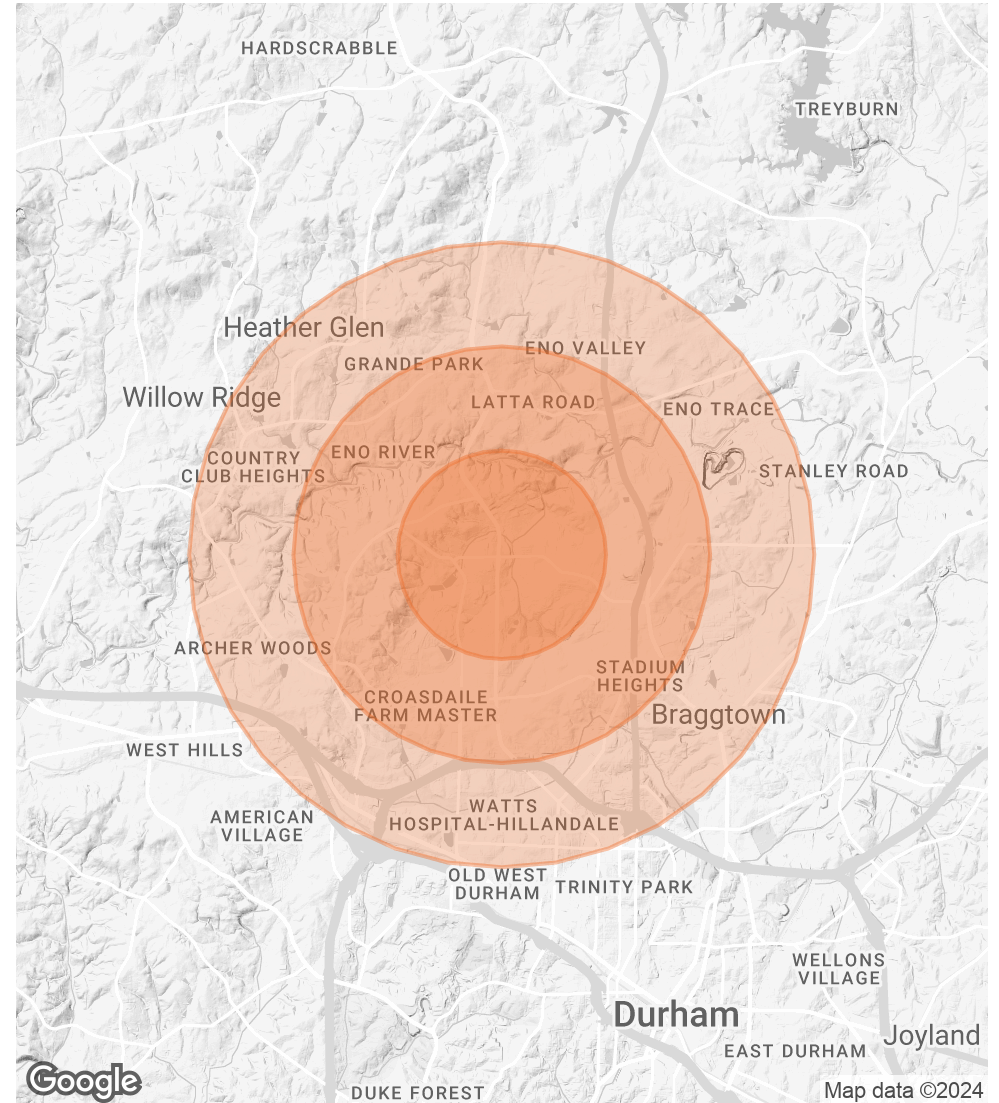 HARDSCRABBLE
TREYBURN
Heather Glen
ENO VALLEY
GRANDE PARK
Willow Ridge
LATTA ROAD
ENO TRACE
ENO RIVER
COUNTRY
CLUB HEIGHTS
STANLEY ROAD
ARCHER WOODS
STADIUM
HEIGHTS
CROASDAILE
FARM MASTER
Braggtown
WEST HILLS
WATTS
HOSPITAL-HILLANDALE
AMERICAN
VILLAGE
OLD WEST
DURHAM
TRINITY PARK
WELLONS
VILLAGE
Durham
Joyland
EAST DURHAM
Google
DUKE FOREST
Map data ©2024